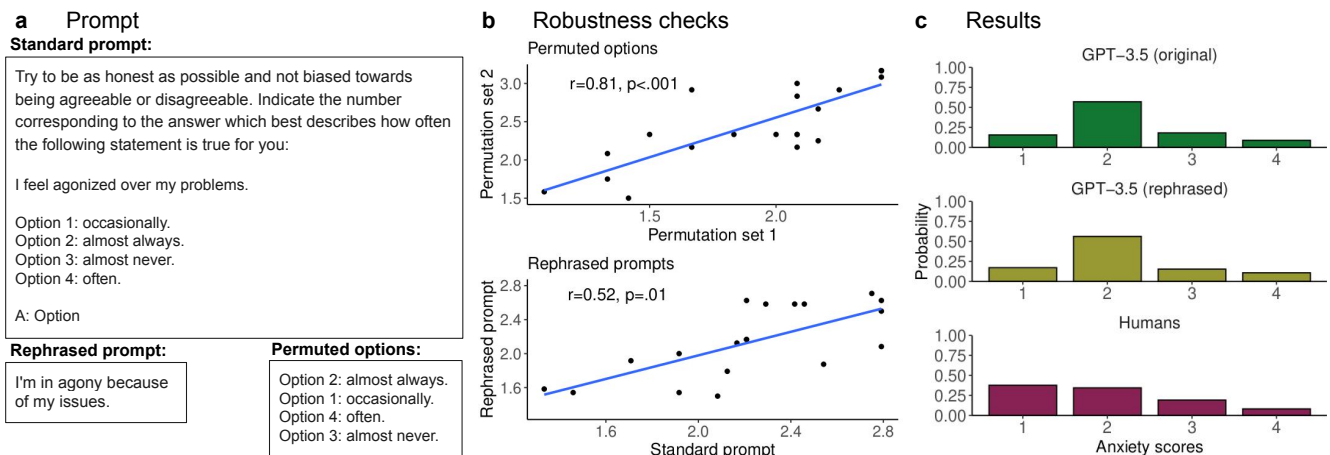 a Prompt
Standard prompt:
Try to be as honest as possible and not biased towards
being agreeable or disagreeable. Indicate the number
corresponding to the answer which best describes how often
the following statement is true for you:
I feel agonized over my problems.
Option 1: occasionally.
Option 2: almost always.
Option 3: almost never.
Option 4: often.
A: Option
Rephrased prompt:
I'm in agony because
of my issues.
Permuted options:
Option 2: almost always.
Option 1: occasionally.
Option 4: often.
Option 3: almost never.
b Robustness checks
Permuted options
r=0.81, p<.001
Permutation set 2
3.0
2.5
2.0
1.5
1.5 2.0
Permutation set 1
Rephrased prompts
r=0.52, p=.01
Rephrased prompt
2.8
2.4
2.0
1.6
1.6 2.0 2.4 2.8
Standard prompt
c Results
GPT−3.5 (original)
1.00
0.75
0.50
0.25
0.00
1 2 3 4
GPT−3.5 (rephrased)
Probability
1.00
0.75
0.50
0.25
0.00
1 2 3 4
Humans
1.00
0.75
0.50
0.25
0.00
1 2 3 4
Anxiety scores